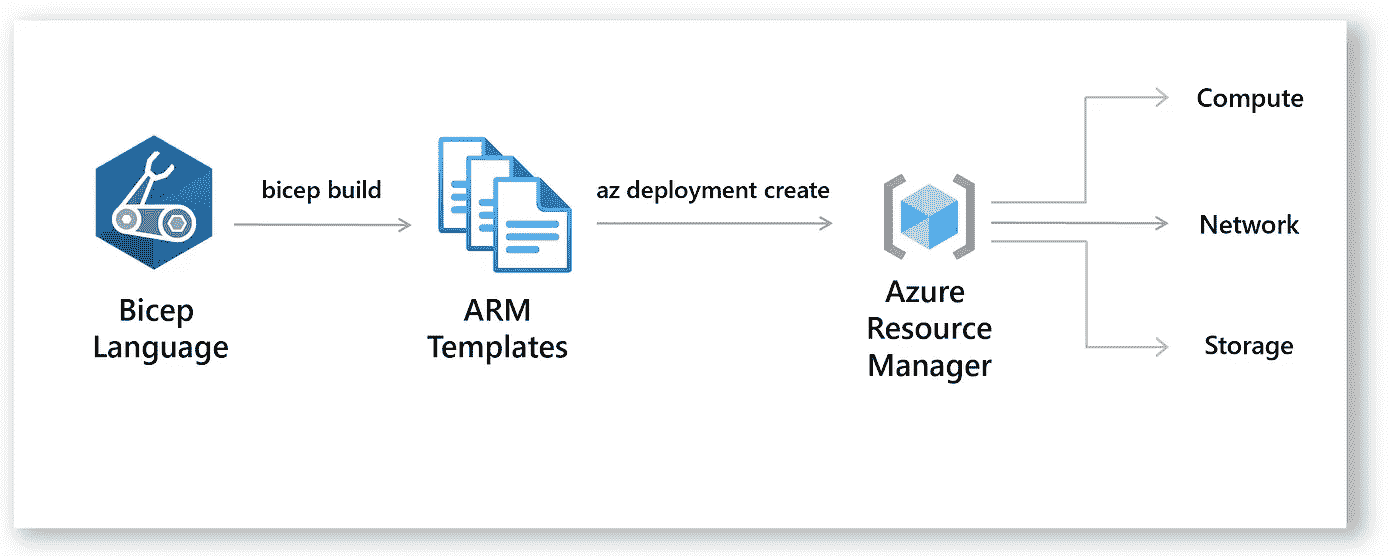 Bicep
Language
bicep build
ARM
Templates
az deployment create
Azure
Resource
Manager
Compute
Network
Storage